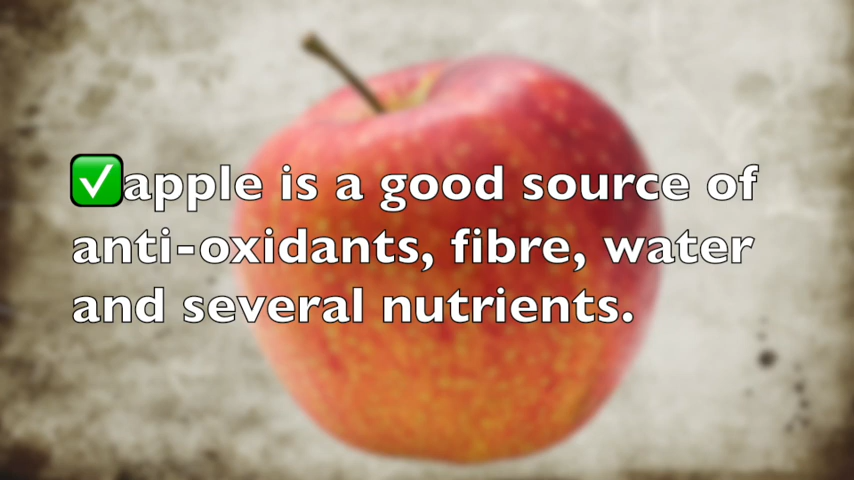 ✅apple is a good source of
anti-oxidants, fibre, water
and several nutrients.